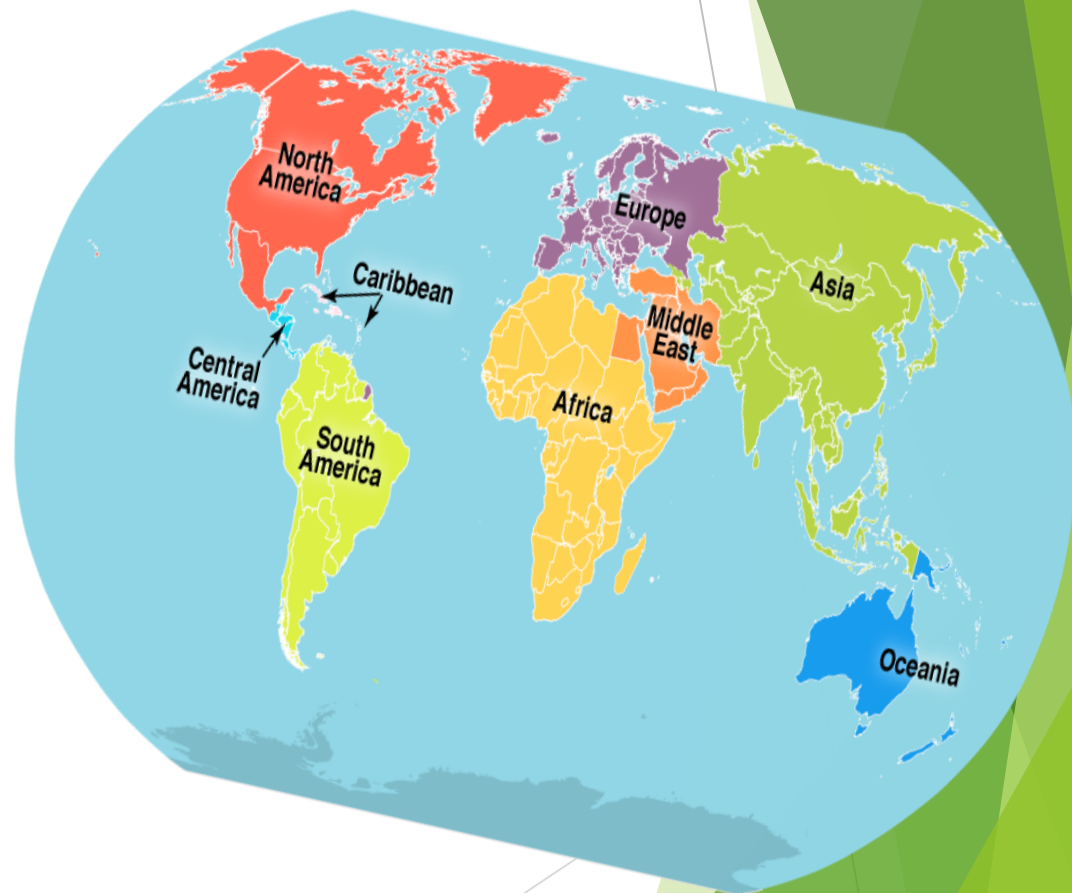 North
America
Europe
Caribbean
Asia
Middle
East
Central
America
Africa
South
America
Oceania